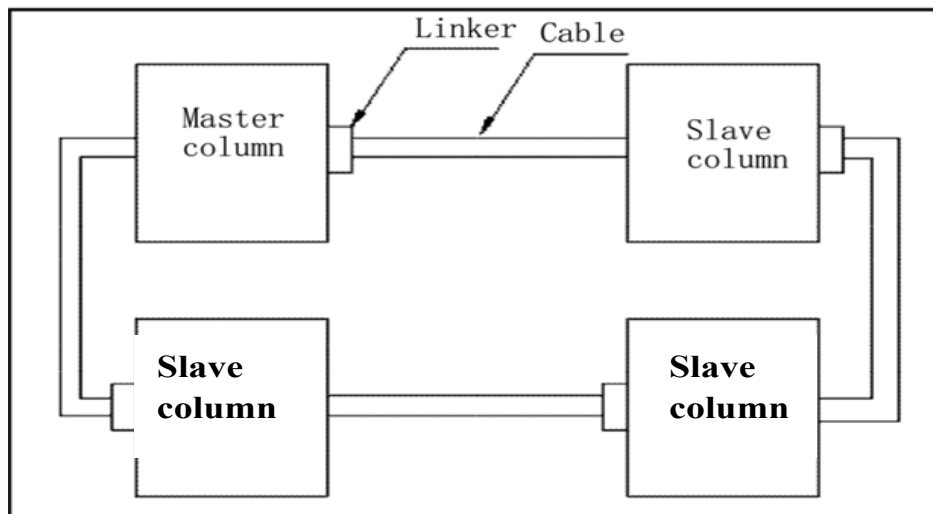 Linker
Cable
Master
column
Slave
column
Slave
column
Slave
column